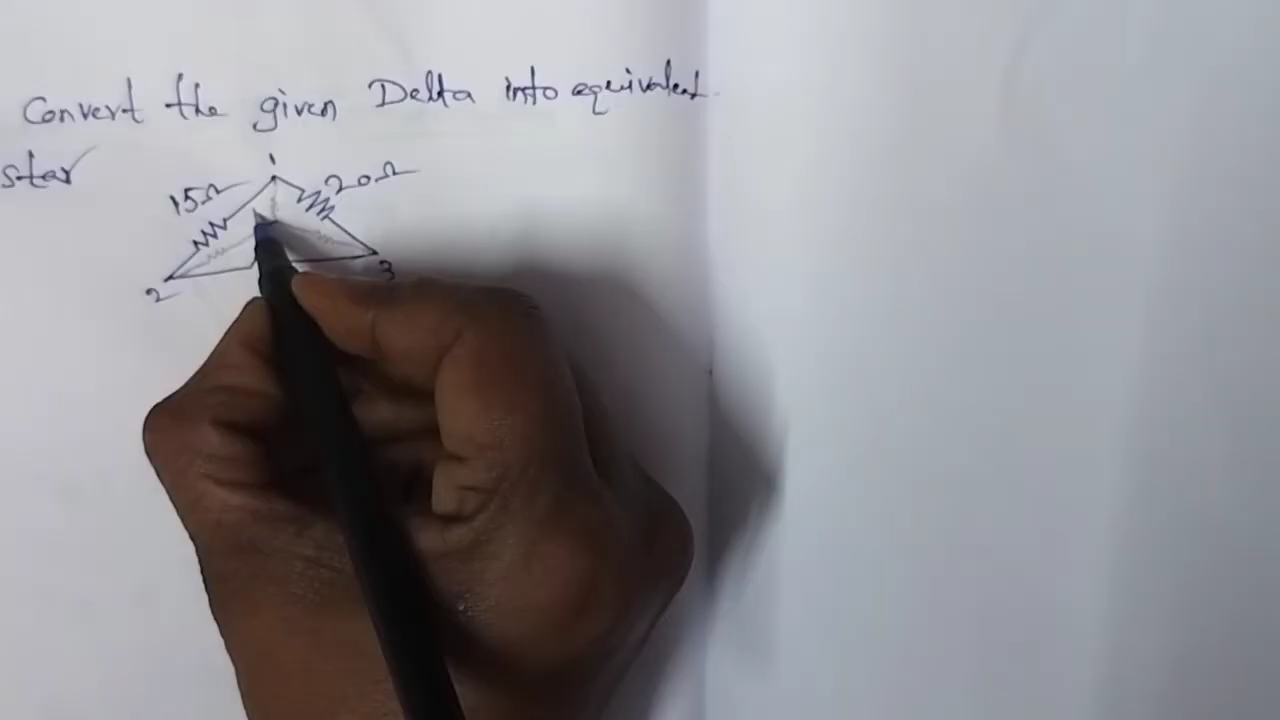 Convert the given Delta into equivalent
star
1
15Ω
20Ω
2
3